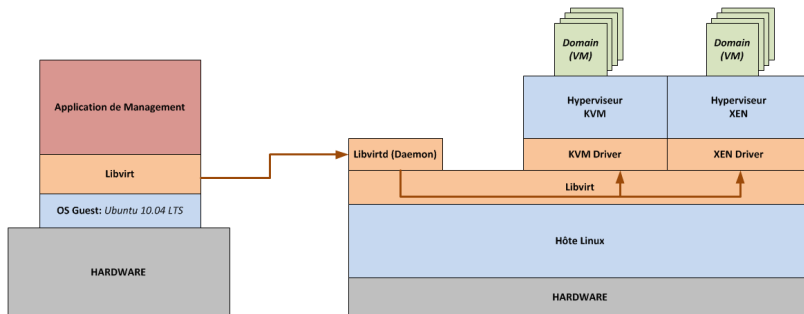 Application de Management
Libvirt
OS Guest: Ubuntu 10.04 LTS
HARDWARE
Domain
(VM)
Domain
(VM)
Hyperviseur
KVM
Hyperviseur
XEN
Libvirtd (Daemon)
KVM Driver
XEN Driver
Libvirt
Hôte Linux
HARDWARE